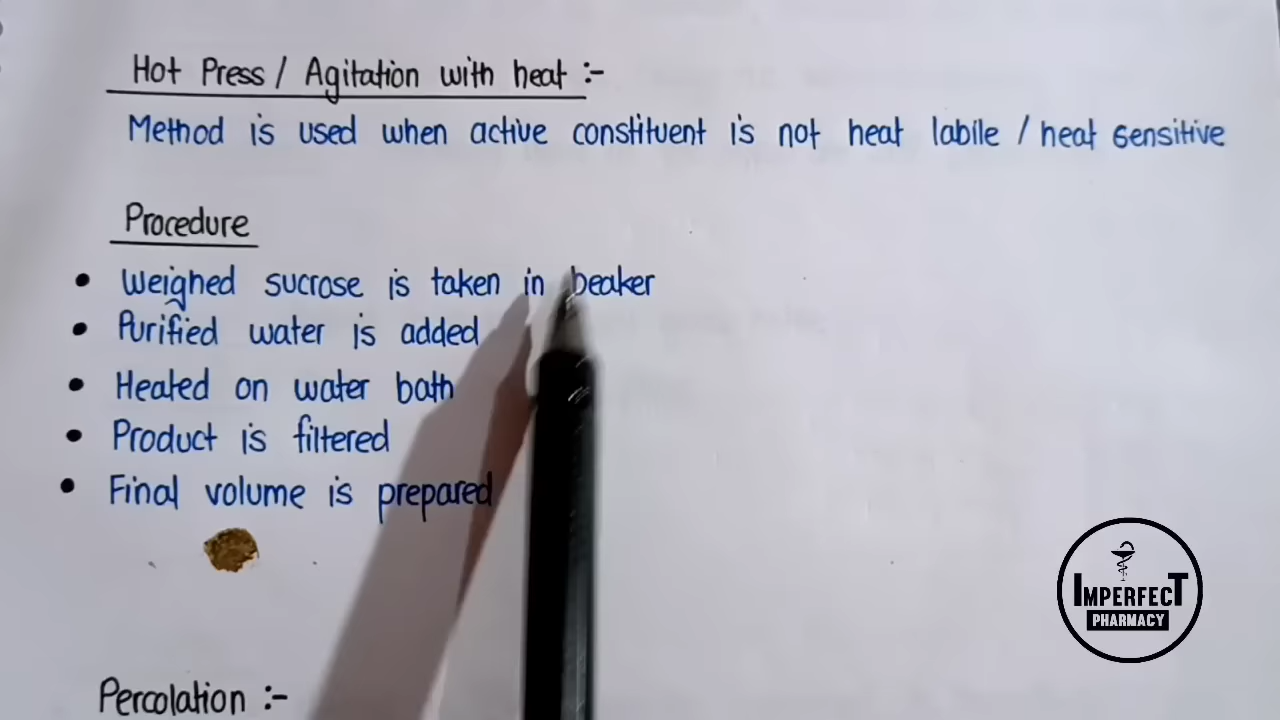 Hot Press / Agitation with heat :-
Method is used when active constituent is not heat labile / heat sensitive
Procedure
• Weighed sucrose is taken in beaker
• Purified water is added
• Heated on water bath
• Product is filtered
• Final volume is prepared
IMPERFECT
PHARMACY
Percolation :-